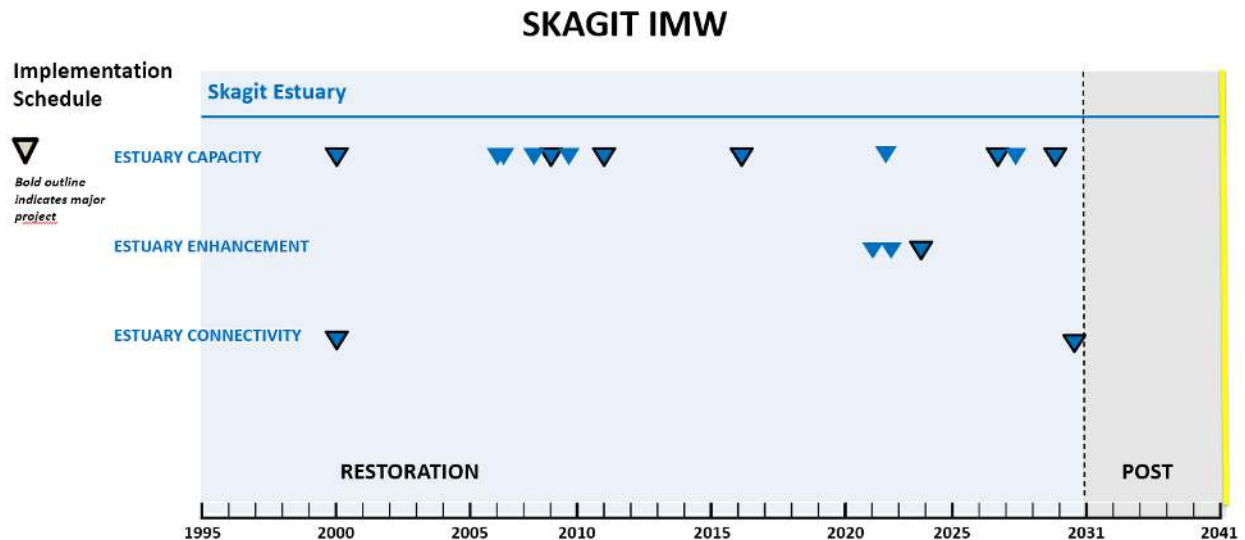 SKAGIT IMW
Implementation
Schedule
Bold outline
indicates major
project
Skagit Estuary
ESTUARY CAPACITY
ESTUARY ENHANCEMENT
ESTUARY CONNECTIVITY
RESTORATION
POST
1995 2000 2005 2010 2015 2020 2025 2031 2041